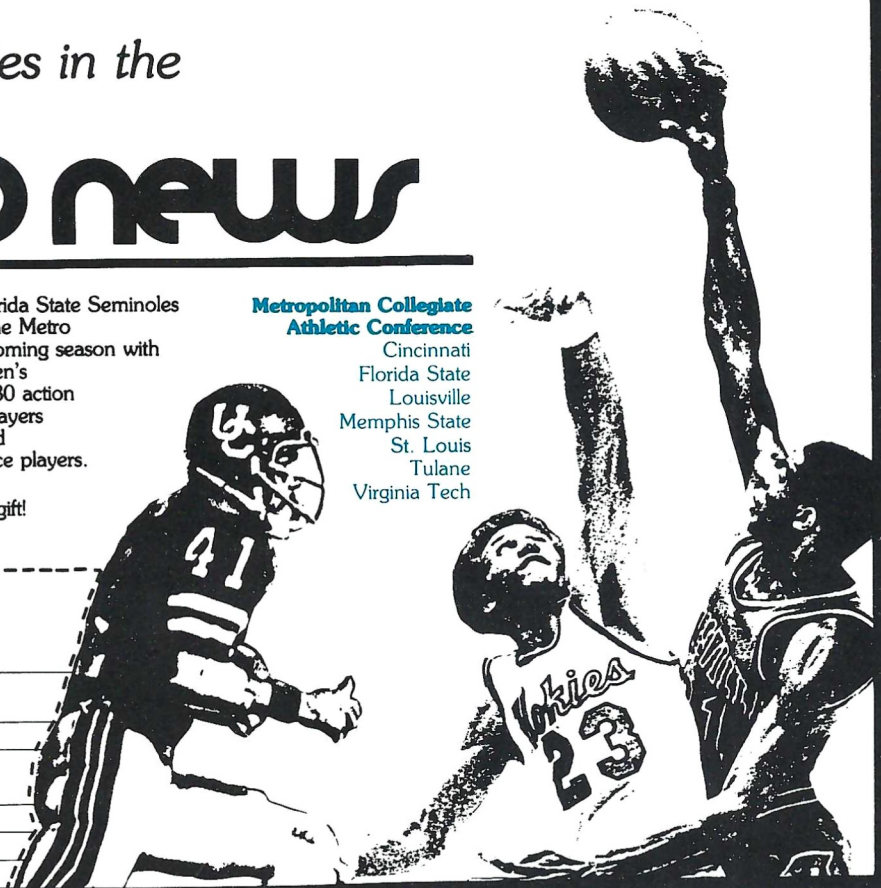 es in the
o news
rida State Seminoles
e Metro
oming season with
en's
30 action
ayers
d
ce players.
gift!
Metropolitan Collegiate
Athletic Conference
Cincinnati
Florida State
Louisville
Memphis State
St. Louis
Tulane
Virginia Tech
UC
41
Hokies
23